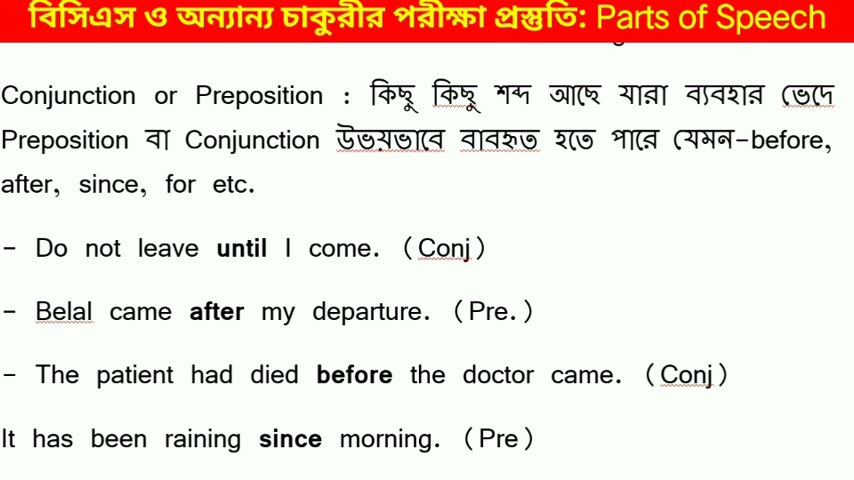 বিসিএস ও অন্যান্য চাকুরীর পরীক্ষা প্রস্তুতি: Parts of Speech
Conjunction or Preposition : কিছু কিছু শব্দ আছে যারা ব্যবহার ভেদে
Preposition বা Conjunction উভয়ভাবে বাবহৃত হতে পারে যেমন-before,
after, since, for etc.
- Do not leave until I come. (Conj)
- Belal came after my departure. (Pre.)
- The patient had died before the doctor came. (Conj)
It has been raining since morning. (Pre)